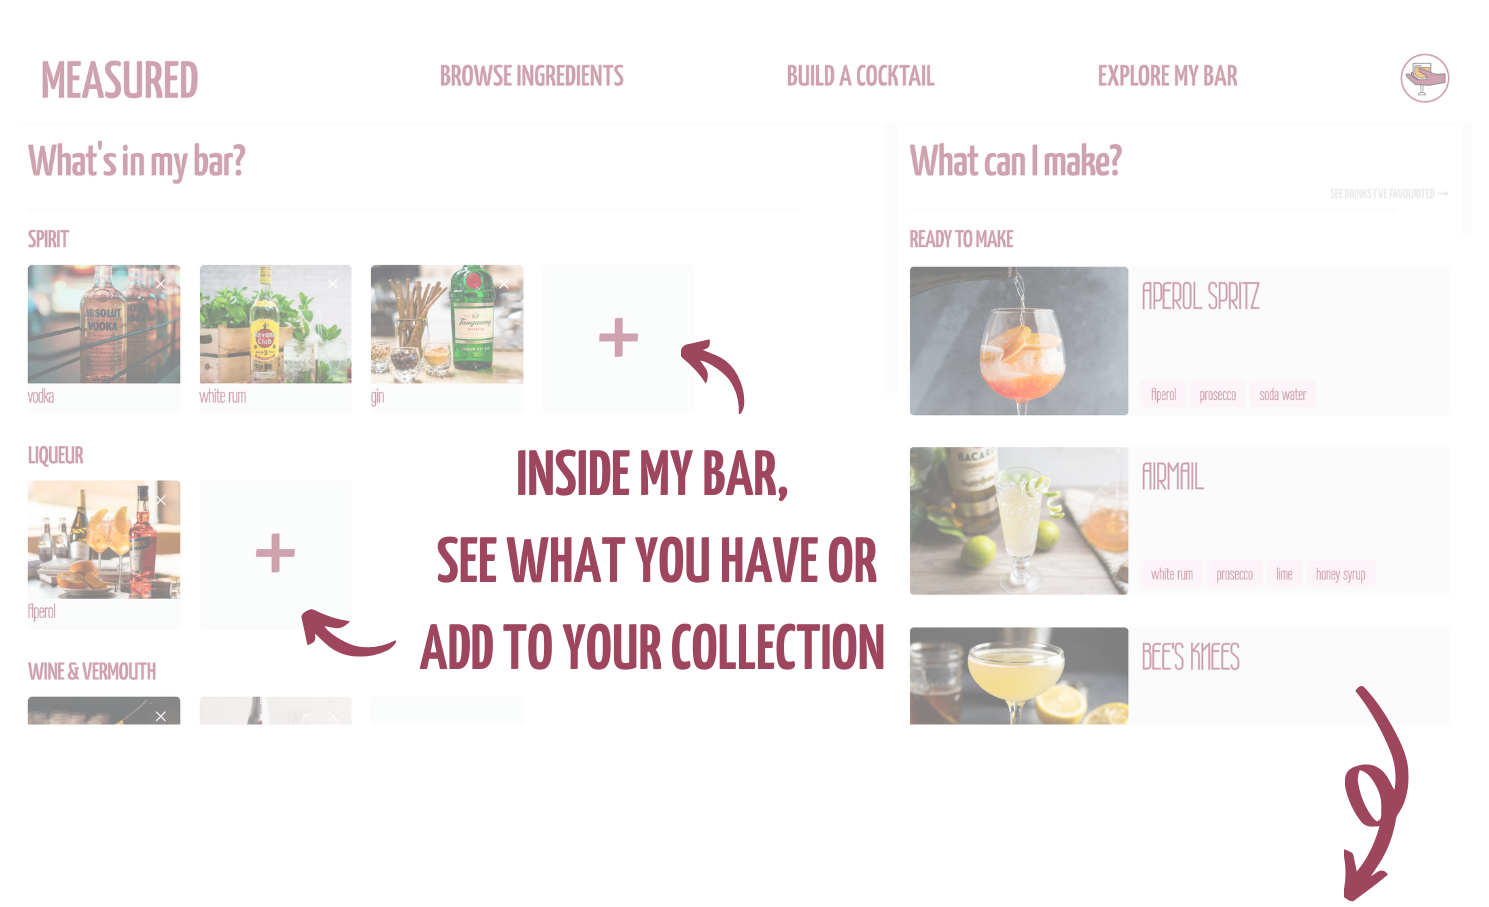 MEASURED
BROWSE INGREDIENTS
BUILD A COCKTAIL
EXPLORE MY BAR
What's in my bar?
SPIRIT
ABSOLUT
VODKA
vodka
Havana
Club
white rum
Tanqueray
gin
LIQUEUR
Aperol
WINE & VERMOUTH
INSIDE MY BAR,
SEE WHAT YOU HAVE OR
ADD TO YOUR COLLECTION
What can I make?
SEE DRINKS I'VE FAVOURITED →
READY TO MAKE
APEROL SPRITZ
Aperol
prosecco
soda water
BACAR
AIRMAIL
white rum
prosecco
lime
honey syrup
BEE'S KNEES